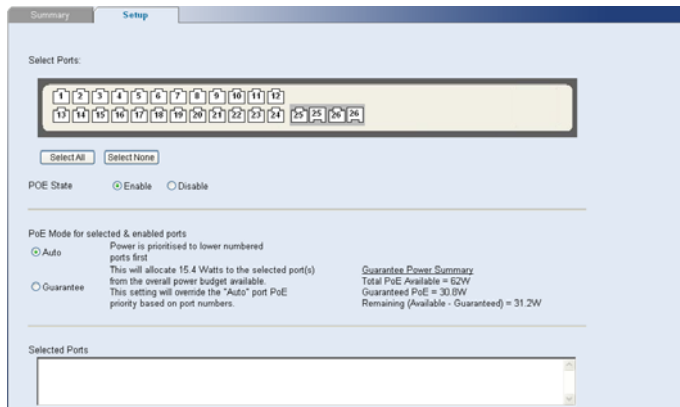 Summary
Setup
Select Ports:
1 2 3 4 5 6 7 8 9 10 11 12
13 14 15 16 17 18 19 20 21 22 23 24 25 25 26 26
Select All Select None
POE State Enable Disable
PoE Mode for selected & enabled ports
Auto
Power is prioritised to lower numbered
ports first
Guarantee
This will allocate 15.4 Watts to the selected port(s)
from the overall power budget available.
This setting will override the "Auto" port PoE
priority based on port numbers.
Guarantee Power Summary
Total PoE Available = 62W
Guaranteed PoE = 30.8W
Remaining (Available - Guaranteed) = 31.2W
Selected Ports